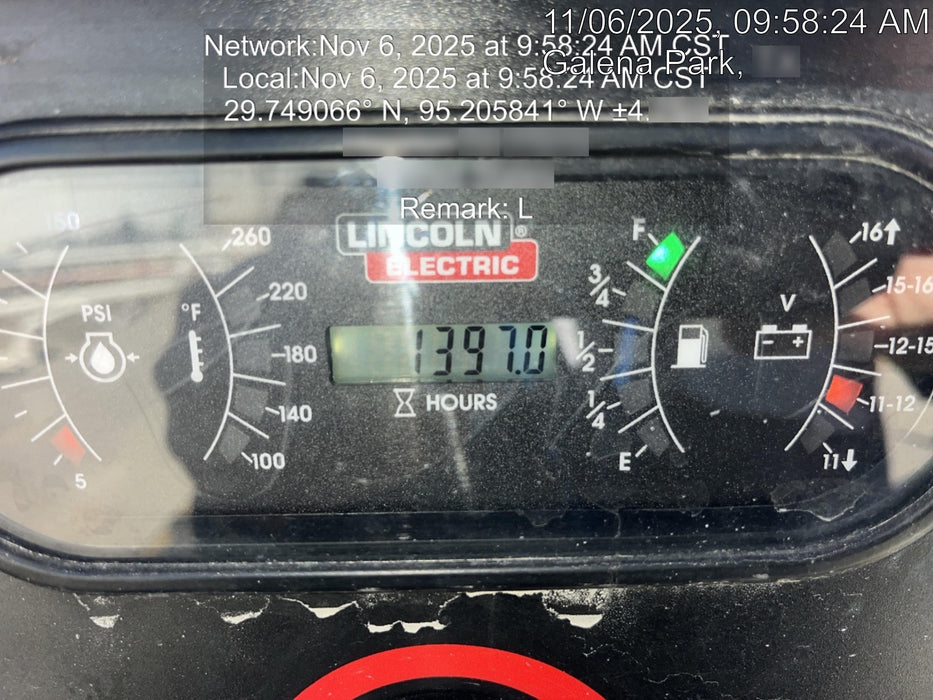 11/06/2025, 09:58:24 AM
Network:Nov 6, 2025 at 9:58:24 AM CST
Galena Park,
Local:Nov 6, 2025 at 9:58:24 AM CST
29.749066° N, 95.205841° W ±4.
Remark: L
LINCOLN®
ELECTRIC
150
PSI
5
°F
260
220
180
140
100
1397.0
HOURS
F
3/4
1/2
1/4
E
V
16↑
15-16
12-15
11-12
11↓